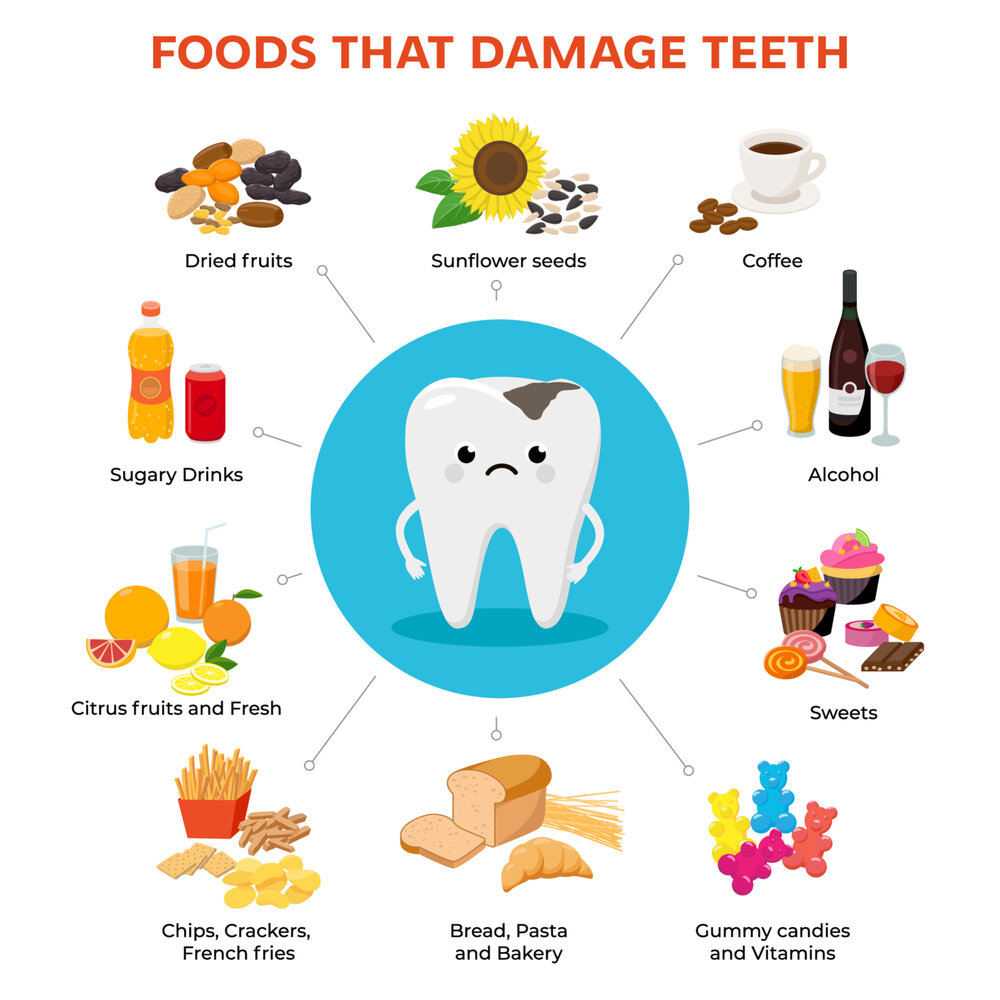 FOODS THAT DAMAGE TEETH
Dried fruits
Sunflower seeds
Coffee
Sugary Drinks
Alcohol
Citrus fruits and Fresh
Sweets
Chips, Crackers,
French fries
Bread, Pasta
and Bakery
Gummy candies
and Vitamins